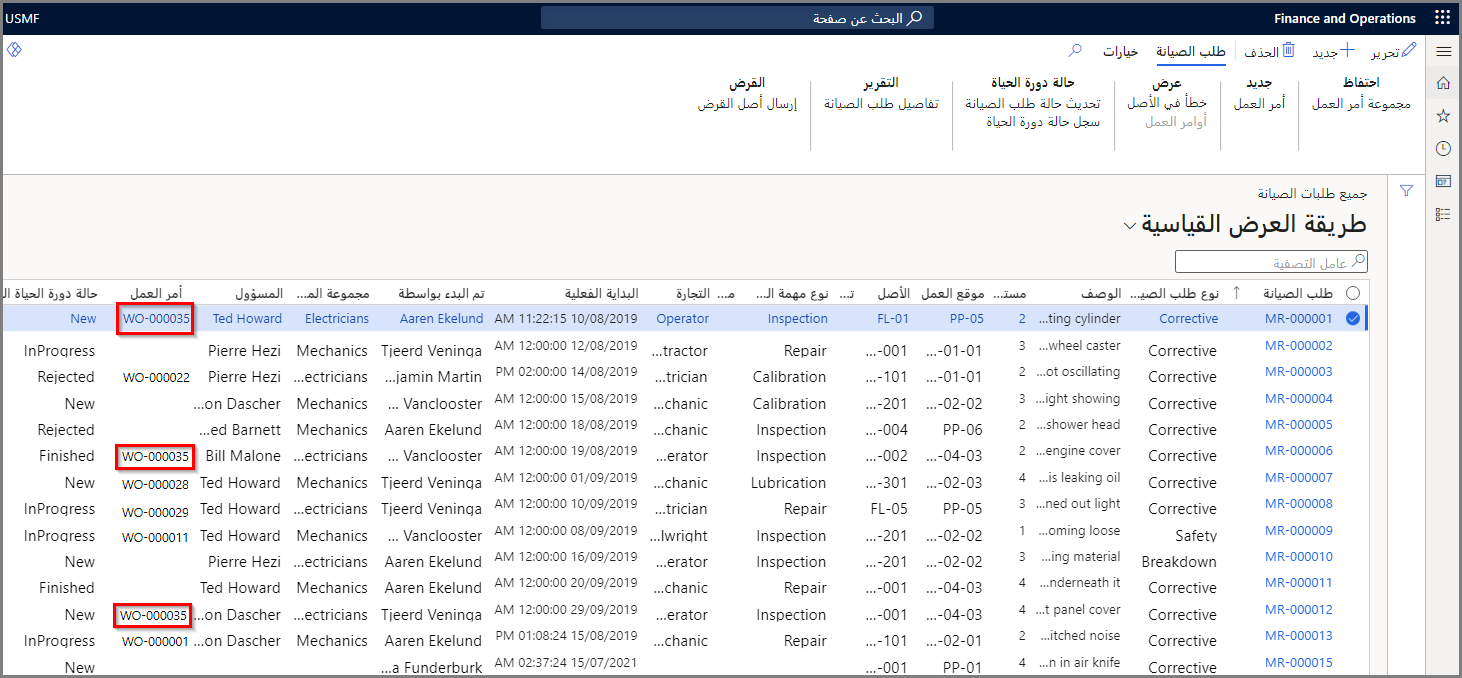 Finance and Operations
البحث عن صفحة
USMF
تحرير
جديد
الحذف
طلب الصيانة
خيارات
احتفاظ
مجموعة أمر العمل
جديد
أمر العمل
عرض
خطأ في الأصل
أوامر العمل
حالة دورة الحياة
تحديث حالة طلب الصيانة
سجل حالة دورة الحياة
التقرير
تفاصيل طلب الصيانة
القرض
إرسال أصل القرض
جميع طلبات الصيانة
طريقة العرض القياسية
عامل التصفية
طلب الصيانة نوع طلب الصي... الوصف مست... موقع العمل الأصل ت... نوع مهمة الـ... م... التجارة البداية الفعلية تم البدء بواسطة مجموعة الم... المسؤول أمر العمل حالة دورة الحياة ال
MR-000001 Corrective ...ting cylinder 2 PP-05 FL-01 Inspection Operator 10/08/2019 11:22:15 AM Aaren Ekelund Electricians Ted Howard WO-000035 New
MR-000002 Corrective ...wheel caster 3 ...-01-01 ...-001 Repair ...tractor 12/08/2019 12:00:00 AM Tjeerd Veninga Mechanics Pierre Hezi InProgress
MR-000003 Corrective ...ot oscillating 2 ...-01-01 ...-101 Calibration ...trician 14/08/2019 02:00:00 PM ...jamin Martin ...ectricians Pierre Hezi WO-000022 Rejected
MR-000004 Corrective ...ight showing 3 ...-02-02 ...-201 Calibration ...chanic 15/08/2019 12:00:00 AM ... Vanclooster Mechanics ...on Dascher New
MR-000005 Corrective ...shower head 2 PP-06 ...-004 Inspection ...chanic 18/08/2019 12:00:00 AM Aaren Ekelund Mechanics ...ed Barnett Rejected
MR-000006 Corrective ...engine cover 2 ...-04-03 ...-002 Inspection ...erator 19/08/2019 12:00:00 AM ... Vanclooster ...ectricians Bill Malone WO-000035 Finished
MR-000007 Corrective ...is leaking oil 4 ...-02-03 ...-301 Lubrication ...chanic 01/09/2019 12:00:00 AM Tjeerd Veninga Mechanics Ted Howard WO-000028 New
MR-000008 Corrective ...ned out light 3 PP-05 FL-05 Repair ...trician 10/09/2019 12:00:00 AM Tjeerd Veninga ...ectricians Ted Howard WO-000029 InProgress
MR-000009 Safety ...oming loose 1 ...-02-02 ...-201 Inspection ...lwright 08/09/2019 12:00:00 AM ... Vanclooster ...ectricians Ted Howard WO-000011 InProgress
MR-000010 Breakdown ...ing material 3 ...-02-02 ...-201 Inspection ...erator 16/09/2019 12:00:00 AM Aaren Ekelund ...ectricians Pierre Hezi New
MR-000011 Corrective ...nderneath it 4 ...-04-03 ...-001 Repair ...chanic 20/09/2019 12:00:00 AM Aaren Ekelund Mechanics Ted Howard Finished
MR-000012 Corrective ...t panel cover 4 ...-04-03 ...-001 Inspection ...erator 29/09/2019 12:00:00 AM Tjeerd Veninga ...ectricians ...on Dascher WO-000035 New
MR-000013 Corrective ...itched noise 2 ...-02-01 ...-101 Repair ...chanic 15/08/2019 01:08:24 PM Aaren Ekelund Mechanics ...on Dascher WO-000001 InProgress
MR-000015 Corrective ...n in air knife 4 PP-01 ...-001 15/07/2021 02:37:24 AM ...a Funderburk New